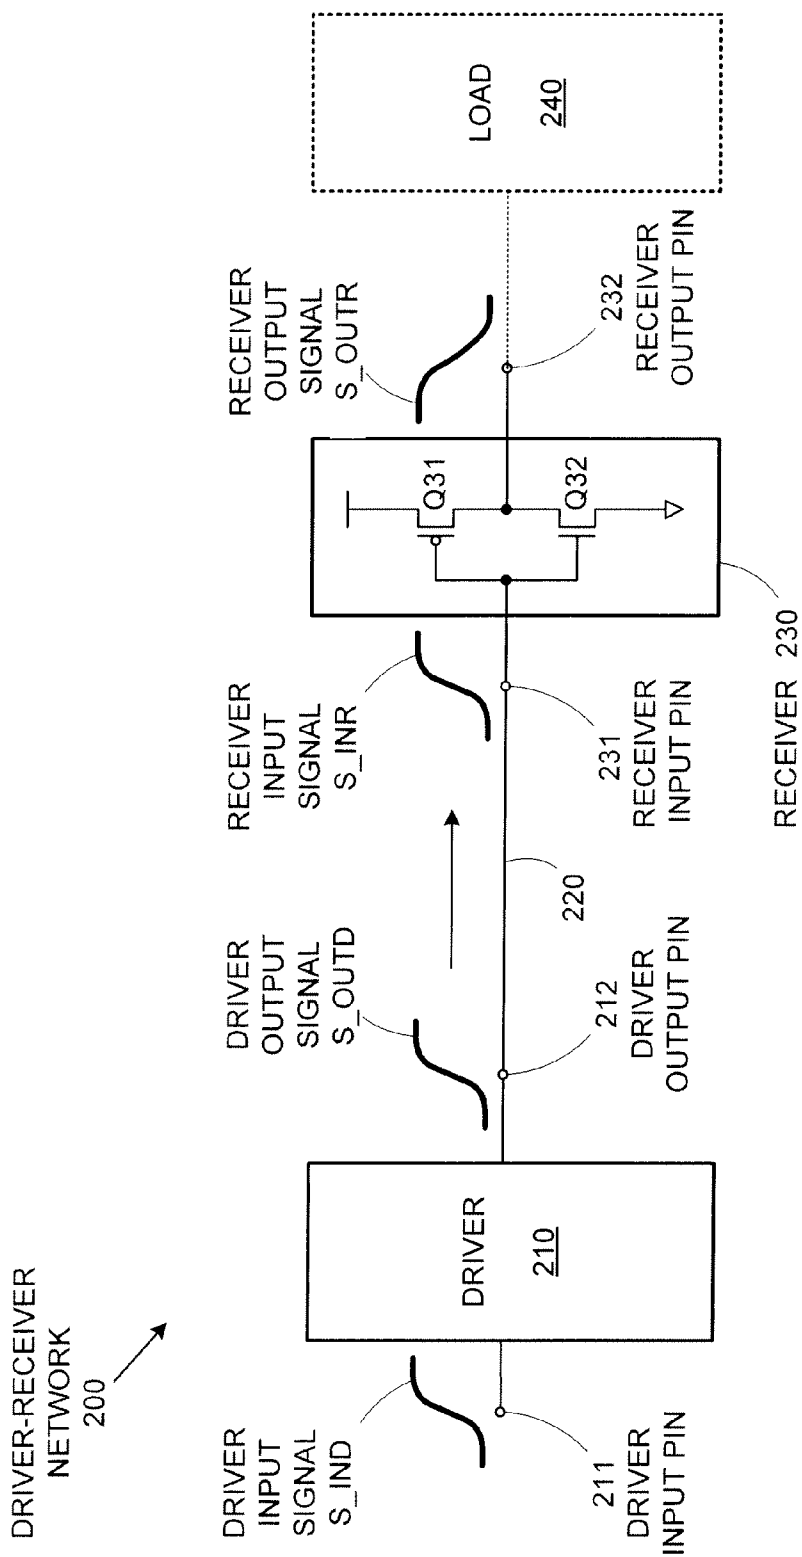 DRIVER-RECEIVER
NETWORK
200
DRIVER
INPUT
SIGNAL
S_IND
211
DRIVER
INPUT PIN
DRIVER
210
DRIVER
OUTPUT
SIGNAL
S_OUTD
212
DRIVER
OUTPUT PIN
220
RECEIVER
INPUT
SIGNAL
S_INR
231
RECEIVER
INPUT PIN
Q31
Q32
RECEIVER 230
RECEIVER
OUTPUT
SIGNAL
S_OUTR
232
RECEIVER
OUTPUT PIN
LOAD
240